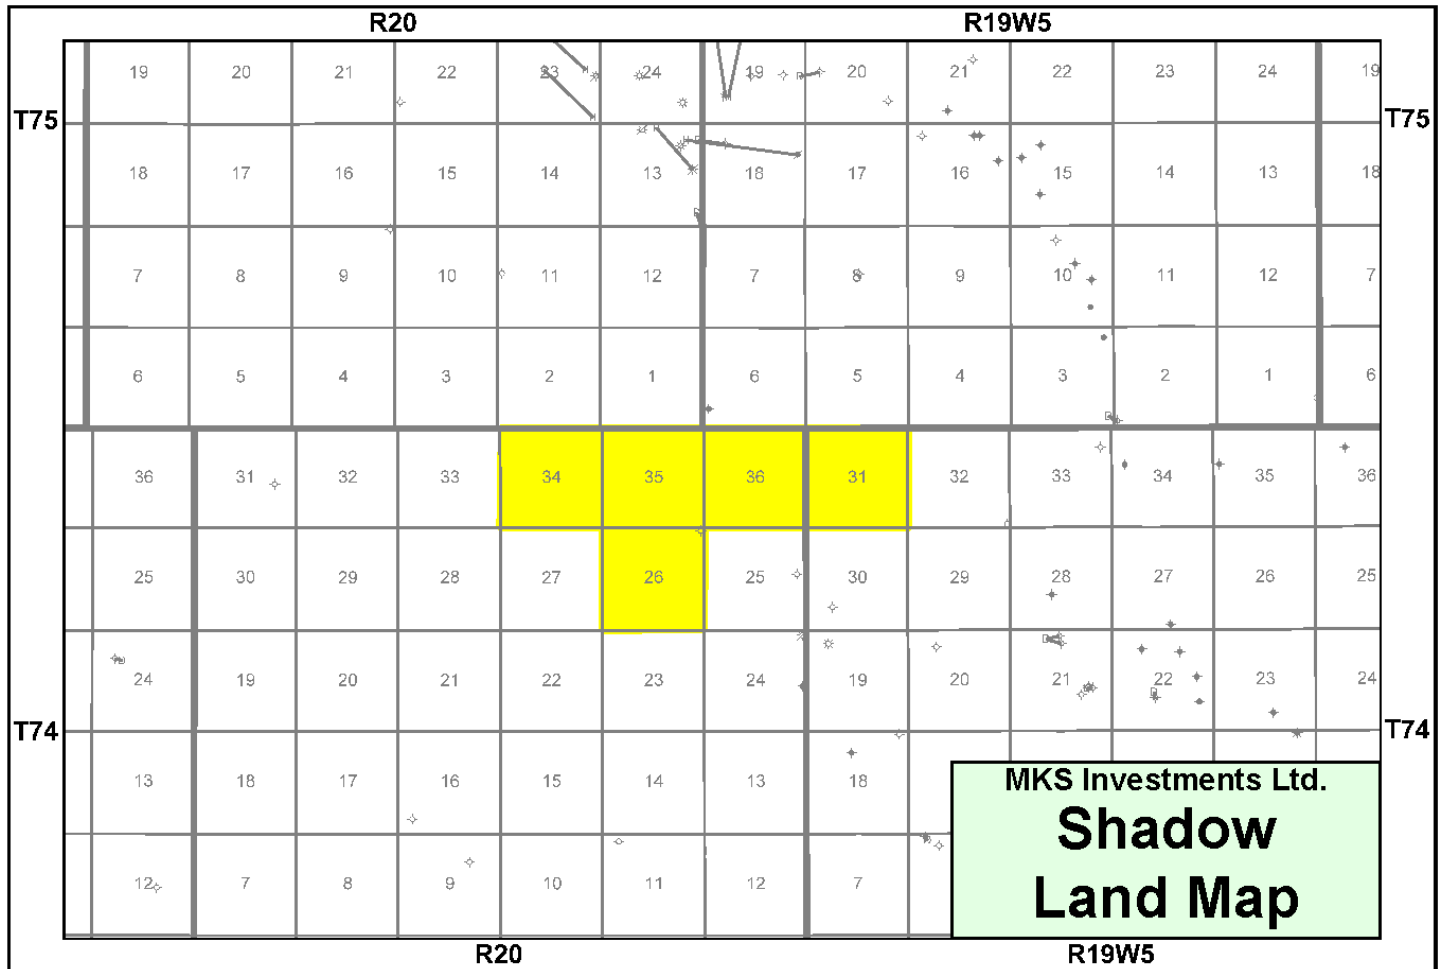 R20 R19W5
19 20 21 22 23 24 19 20 21 22 23 24 19
T75 T75
18 17 16 15 14 13 18 17 16 15 14 13 18
7 8 9 10 11 12 7 8 9 10 11 12 7
6 5 4 3 2 1 6 5 4 3 2 1 6
36 31 32 33 34 35 36 31 32 33 34 35 36
25 30 29 28 27 26 25 30 29 28 27 26 25
24 19 20 21 22 23 24 19 20 21 22 23 24
T74 T74
13 18 17 16 15 14 13 18
MKS Investments Ltd.
Shadow
Land Map
12 7 8 9 10 11 12 7
R20 R19W5